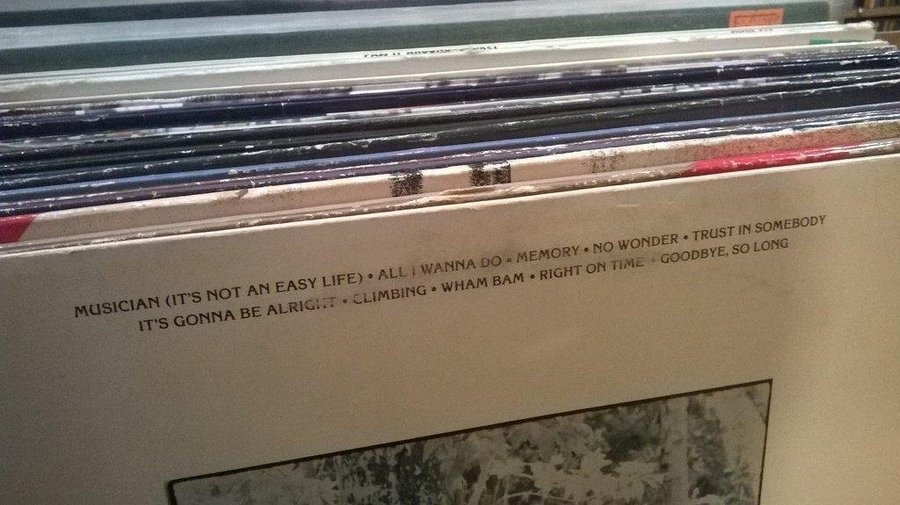 MUSICIAN (IT'S NOT AN EASY LIFE) • ALL I WANNA DO • MEMORY • NO WONDER • TRUST IN SOMEBODY
IT'S GONNA BE ALRIGHT • CLIMBING • WHAM BAM • RIGHT ON TIME • GOODBYE, SO LONG